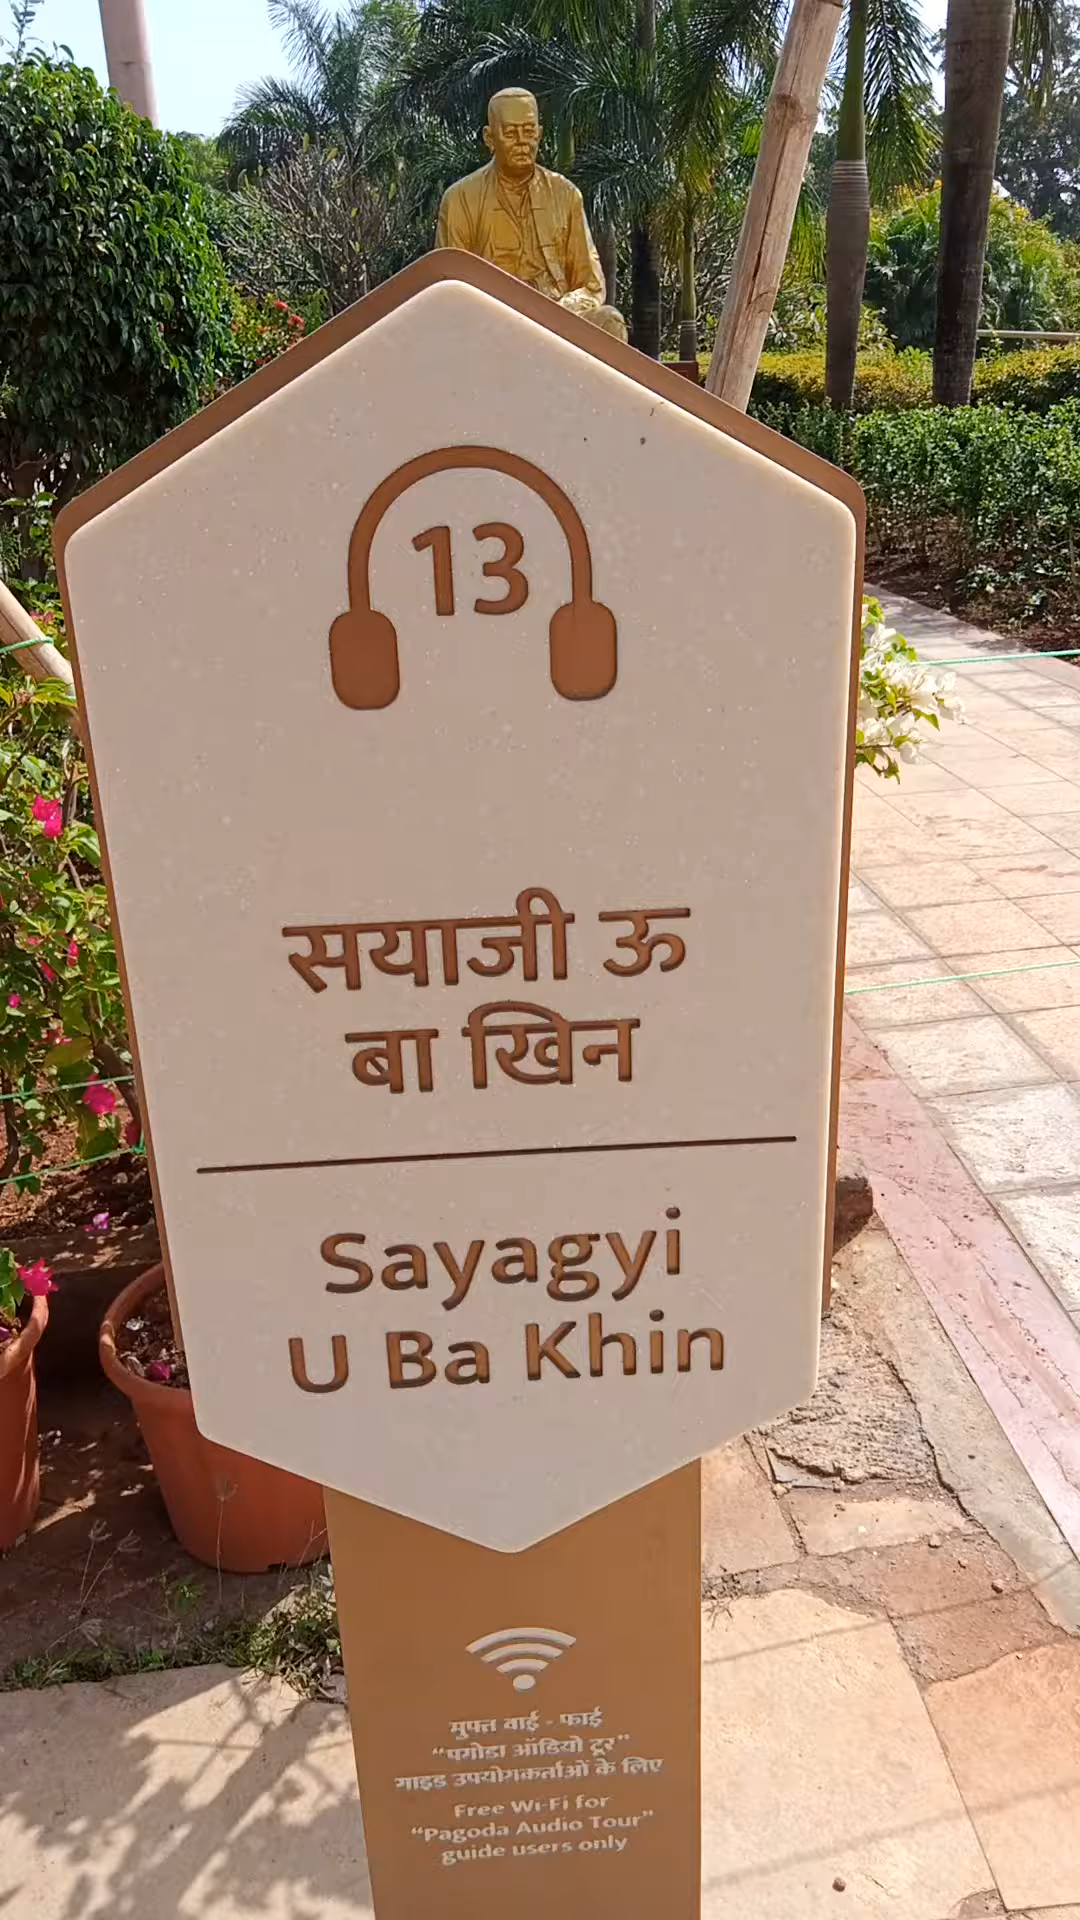 13
सयाजी ऊ
बा खिन
Sayagyi
U Ba Khin
मुफ्त वाई - फाई
“पगोडा ऑडियो टूर”
गाइड उपयोगकर्ताओं के लिए
Free Wi-Fi for
“Pagoda Audio Tour”
guide users only